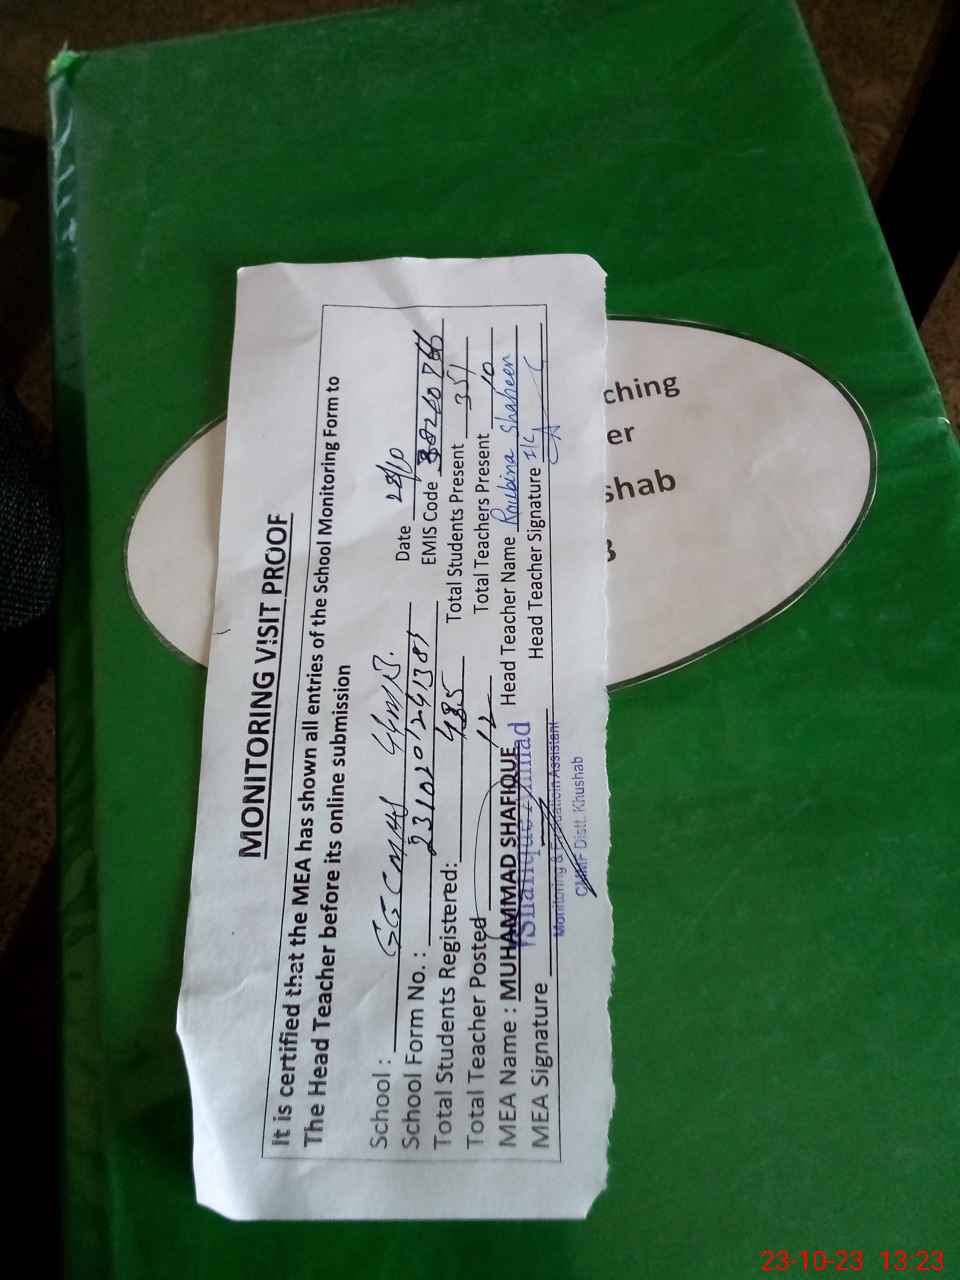 MONITORING VISIT PROOF
It is certified that the MEA has shown all entries of the School Monitoring Form to
The Head Teacher before its online submission
School : GGCMHS 44MB. Date 23/10
School Form No. : EMIS Code
Total Students Registered: 485 Total Students Present 351
Total Teacher Posted 12 Total Teachers Present 10
MEA Name : MUHAMMAD SHAFIQUE Head Teacher Name Roubina Shaheen
MEA Signature Head Teacher Signature
Monitoring & Evaluation Assistant
CMMF Distt. Khushab
ching
er
shab
3
23-10-23 13:23